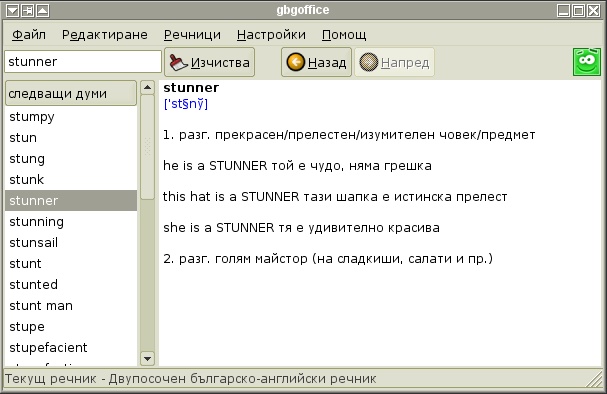 gbgoffice
Файл Редактиране Речници Настройки Помощ
stunner Изчиства Назад Напред
следващи думи
stumpy
stun
stung
stunk
stunner
stunning
stunsail
stunt
stunted
stunt man
stupe
stupefacient
stunner
['st§nў]
1. разг. прекрасен/прелестен/изумителен човек/предмет
he is a STUNNER той е чудо, няма грешка
this hat is a STUNNER тази шапка е истинска прелест
she is a STUNNER тя е удивително красива
2. разг. голям майстор (на сладкиши, салати и пр.)
Текущ речник - Двупосочен българско-английски речник